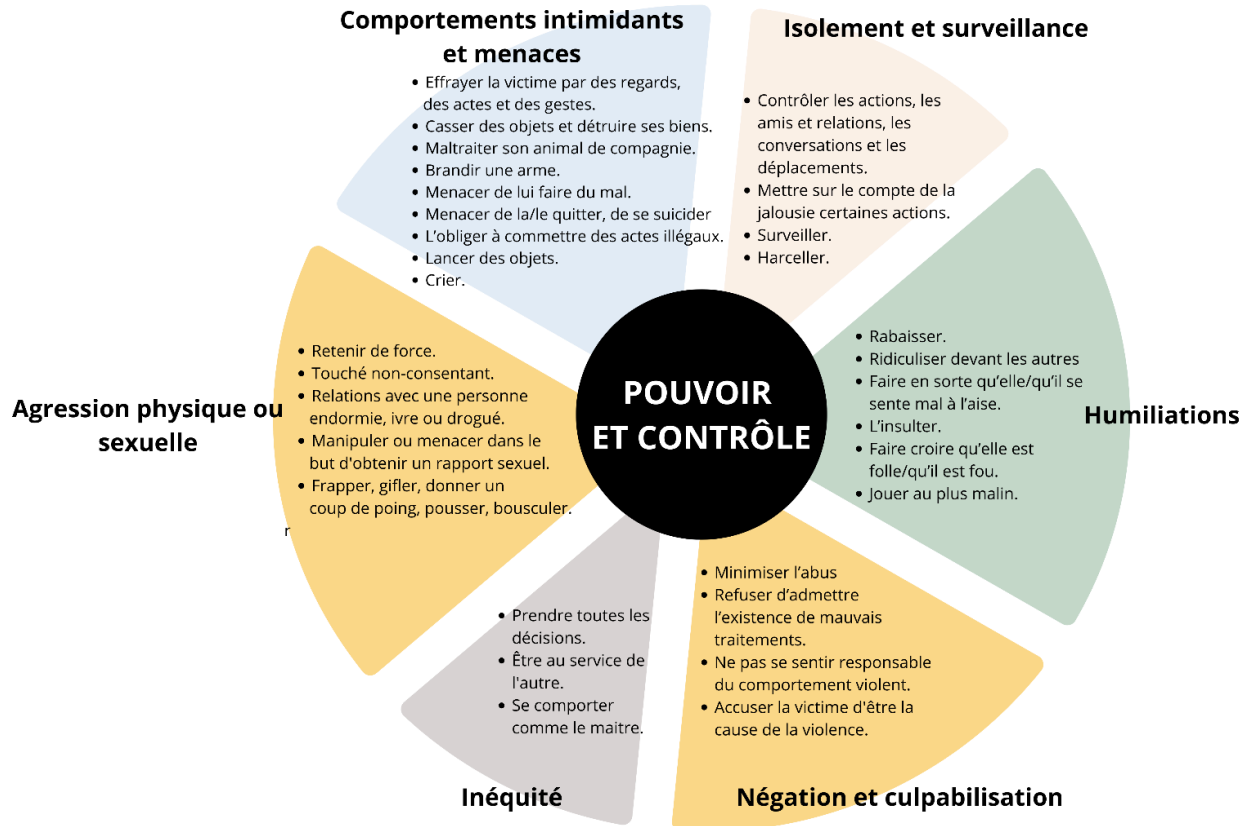 Comportements intimidants
et menaces
• Effrayer la victime par des regards,
des actes et des gestes.
• Casser des objets et détruire ses biens.
• Maltraiter son animal de compagnie.
• Brandir une arme.
• Menacer de lui faire du mal.
• Menacer de la/le quitter, de se suicider
• L’obliger à commettre des actes illégaux.
• Lancer des objets.
• Crier.
Isolement et surveillance
• Contrôler les actions, les
amis et relations, les
conversations et les
déplacements.
• Mettre sur le compte de la
jalousie certaines actions.
• Surveiller.
• Harceller.
Agression physique ou
sexuelle
• Retenir de force.
• Touché non-consentant.
• Relations avec une personne
endormie, ivre ou drogué.
• Manipuler ou menacer dans le
but d'obtenir un rapport sexuel.
• Frapper, gifler, donner un
coup de poing, pousser, bousculer.
r
POUVOIR
ET CONTRÔLE
• Rabaisser.
• Ridiculiser devant les autres
• Faire en sorte qu’elle/qu’il se
sente mal à l’aise.
• L’insulter.
• Faire croire qu’elle est
folle/qu’il est fou.
• Jouer au plus malin.
Humiliations
• Prendre toutes les
décisions.
• Être au service de
l'autre.
• Se comporter
comme le maitre.
Inéquité
• Minimiser l’abus
• Refuser d’admettre
l’existence de mauvais
traitements.
• Ne pas se sentir responsable
du comportement violent.
• Accuser la victime d'être la
cause de la violence.
Négation et culpabilisation